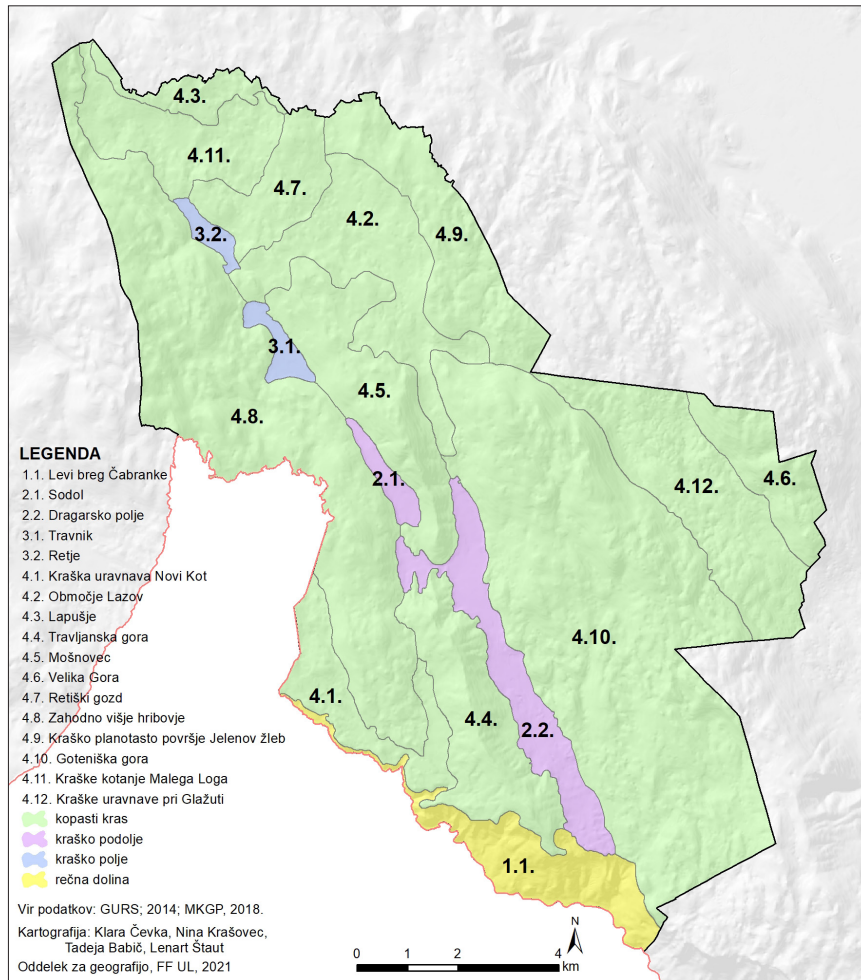 4.3.
4.11.
4.7.
4.2.
3.2.
4.9.
3.1.
4.5.
4.8.
2.1.
4.12.
4.6.
4.10.
4.1.
4.4.
2.2.
1.1.
LEGENDA
1.1. Levi breg Čabranke
2.1. Sodol
2.2. Dragarsko polje
3.1. Travnik
3.2. Retje
4.1. Kraška uravnava Novi Kot
4.2. Območje Lazov
4.3. Lapušje
4.4. Travljanska gora
4.5. Mošnovec
4.6. Velika Gora
4.7. Retiški gozd
4.8. Zahodno višje hribovje
4.9. Kraško planotasto površje Jelenov žleb
4.10. Goteniška gora
4.11. Kraške kotanje Malega Loga
4.12. Kraške uravnave pri Glažuti
kopasti kras
kraško podolje
kraško polje
rečna dolina
Vir podatkov: GURS; 2014; MKGP, 2018.
Kartografija: Klara Čevka, Nina Krašovec,
Tadeja Babič, Lenart Štaut
Oddelek za geografijo, FF UL, 2021
0 1 2 4
km
N